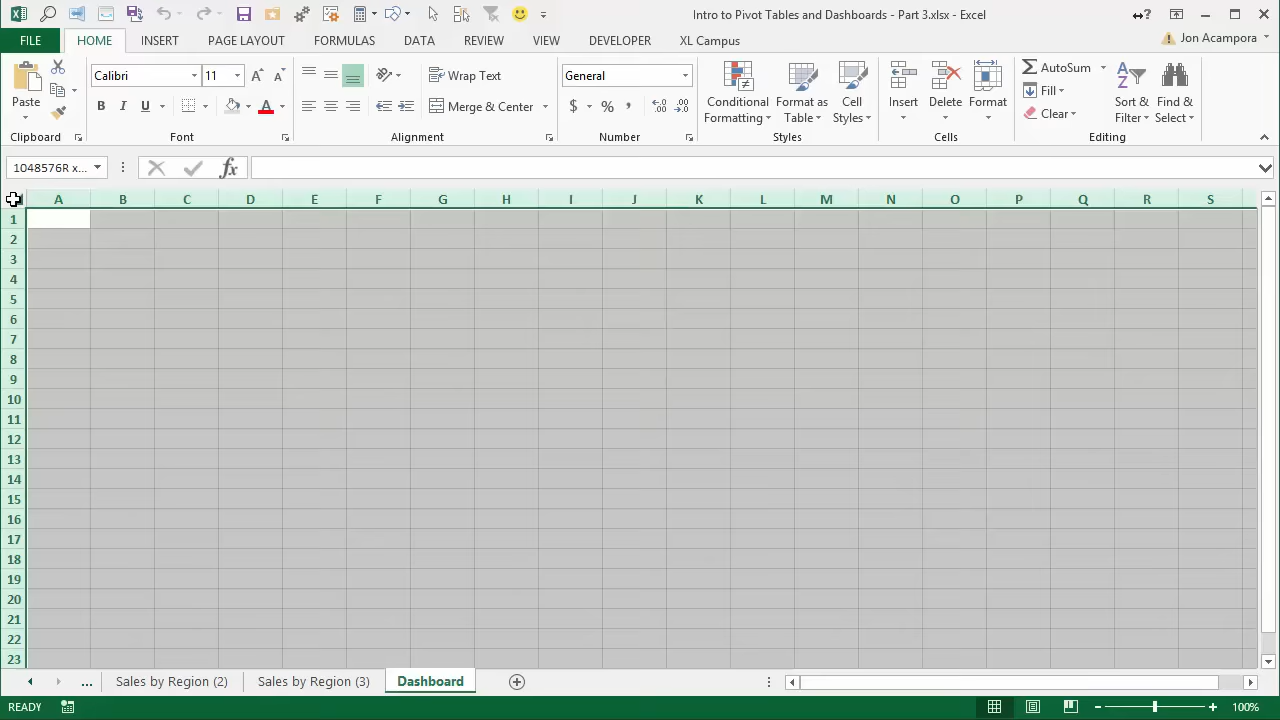 Intro to Pivot Tables and Dashboards - Part 3.xlsx - Excel
FILE HOME INSERT PAGE LAYOUT FORMULAS DATA REVIEW VIEW DEVELOPER XL Campus Jon Acampora
Paste
Clipboard
Calibri 11
B I U A
Font
Wrap Text
Merge & Center
Alignment
General
$ % ,
Number
Conditional Formatting
Format as Table
Cell Styles
Styles
Insert
Delete
Format
Cells
AutoSum
Fill
Clear
Sort & Filter
Find & Select
Editing
1048576R x...
fx
A B C D E F G H I J K L M N O P Q R S
1
2
3
4
5
6
7
8
9
10
11
12
13
14
15
16
17
18
19
20
21
22
23
... Sales by Region (2) Sales by Region (3) Dashboard
READY 100%